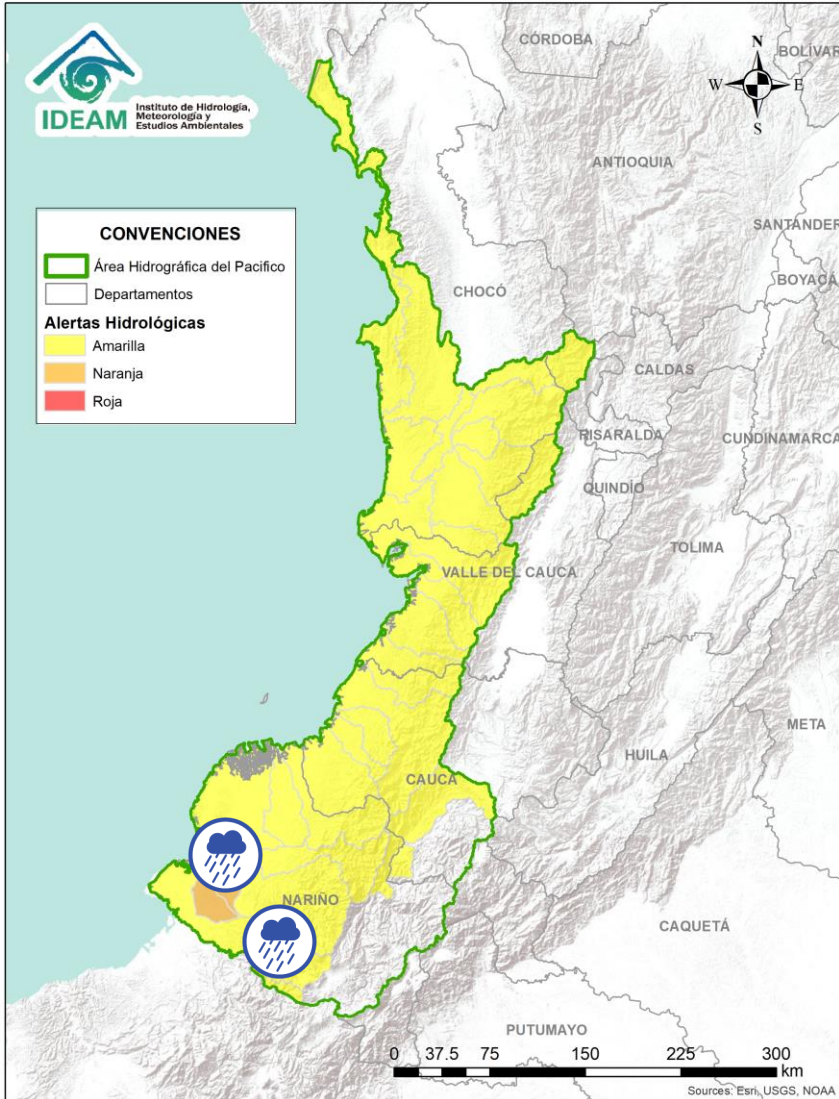 IDEAM
Instituto de Hidrología,
Meteorología y
Estudios Ambientales
N
W
E
S
CÓRDOBA
BOLÍVAR
ANTIOQUIA
SANTANDER
BOYACÁ
CHOCÓ
CONVENCIONES
Área Hidrográfica del Pacifico
Departamentos
Alertas Hidrológicas
Amarilla
Naranja
Roja
CALDAS
RISARALDA
CUNDINAMARCA
QUINDÍO
TOLIMA
VALLE DEL CAUCA
META
HUILA
CAUCA
NARIÑO
CAQUETÁ
PUTUMAYO
0 37.5 75 150 225 300
km
Sources: Esri, USGS, NOAA